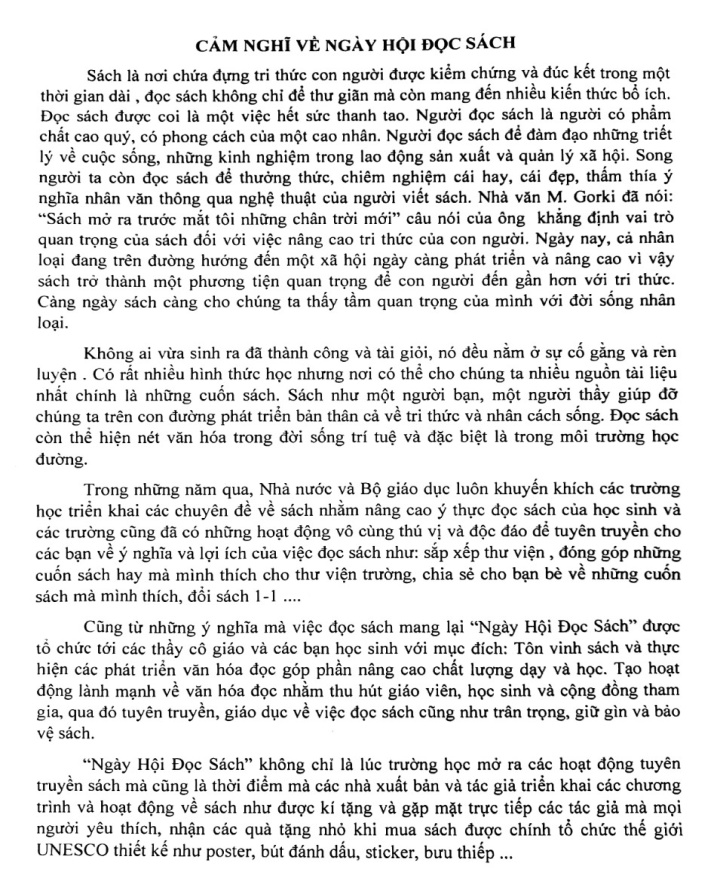 CẢM NGHĨ VỀ NGÀY HỘI ĐỌC SÁCH
Sách là nơi chứa đựng tri thức con người được kiểm chứng và đúc kết trong một
thời gian dài , đọc sách không chỉ để thư giãn mà còn mang đến nhiều kiến thức bổ ích.
Đọc sách được coi là một việc hết sức thanh tao. Người đọc sách là người có phẩm
chất cao quý, có phong cách của một cao nhân. Người đọc sách để đàm đạo những triết
lý về cuộc sống, những kinh nghiệm trong lao động sản xuất và quản lý xã hội. Song
người ta còn đọc sách để thưởng thức, chiêm nghiệm cái hay, cái đẹp, thấm thía ý
nghĩa nhân văn thông qua nghệ thuật của người viết sách. Nhà văn M. Gorki đã nói:
“Sách mở ra trước mắt tôi những chân trời mới” câu nói của ông khẳng định vai trò
quan trọng của sách đối với việc nâng cao tri thức của con người. Ngày nay, cả nhân
loại đang trên đường hướng đến một xã hội ngày càng phát triển và nâng cao vì vậy
sách trở thành một phương tiện quan trọng để con người đến gần hơn với tri thức.
Càng ngày sách càng cho chúng ta thấy tầm quan trọng của mình với đời sống nhân
loại.
Không ai vừa sinh ra đã thành công và tài giỏi, nó đều nằm ở sự cố gắng và rèn
luyện . Có rất nhiều hình thức học nhưng nơi có thể cho chúng ta nhiều nguồn tài liệu
nhất chính là những cuốn sách. Sách như một người bạn, một người thầy giúp đỡ
chúng ta trên con đường phát triển bản thân cả về tri thức và nhân cách sống. Đọc sách
còn thể hiện nét văn hóa trong đời sống trí tuệ và đặc biệt là trong môi trường học
đường.
Trong những năm qua, Nhà nước và Bộ giáo dục luôn khuyến khích các trường
học triển khai các chuyên đề về sách nhằm nâng cao ý thực đọc sách của học sinh và
các trường cũng đã có những hoạt động vô cùng thú vị và độc đáo để tuyên truyền cho
các bạn về ý nghĩa và lợi ích của việc đọc sách như: sắp xếp thư viện , đóng góp những
cuốn sách hay mà mình thích cho thư viện trường, chia sẻ cho bạn bè về những cuốn
sách mà mình thích, đổi sách 1-1 ....
Cũng từ những ý nghĩa mà việc đọc sách mang lại “Ngày Hội Đọc Sách” được
tổ chức tới các thầy cô giáo và các bạn học sinh với mục đích: Tôn vinh sách và thực
hiện các phát triển văn hóa đọc góp phần nâng cao chất lượng dạy và học. Tạo hoạt
động lành mạnh về văn hóa đọc nhằm thu hút giáo viên, học sinh và cộng đồng tham
gia, qua đó tuyên truyền, giáo dục về việc đọc sách cũng như trân trọng, giữ gìn và bảo
vệ sách.
“Ngày Hội Đọc Sách” không chỉ là lúc trường học mở ra các hoạt động tuyên
truyền sách mà cũng là thời điểm mà các nhà xuất bản và tác giả triển khai các chương
trình và hoạt động về sách như được kí tặng và gặp mặt trực tiếp các tác giả mà mọi
người yêu thích, nhận các quà tặng nhỏ khi mua sách được chính tổ chức thế giới
UNESCO thiết kế như poster, bút đánh dấu, sticker, bưu thiếp ...